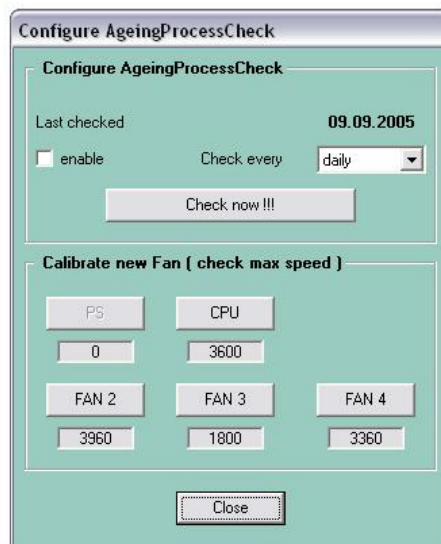 Configure AgeingProcessCheck
Configure AgeingProcessCheck
Last checked 09.09.2005
enable Check every daily
Check now !!!
Calibrate new Fan ( check max speed )
PS CPU
0 3600
FAN 2 FAN 3 FAN 4
3960 1800 3360
Close